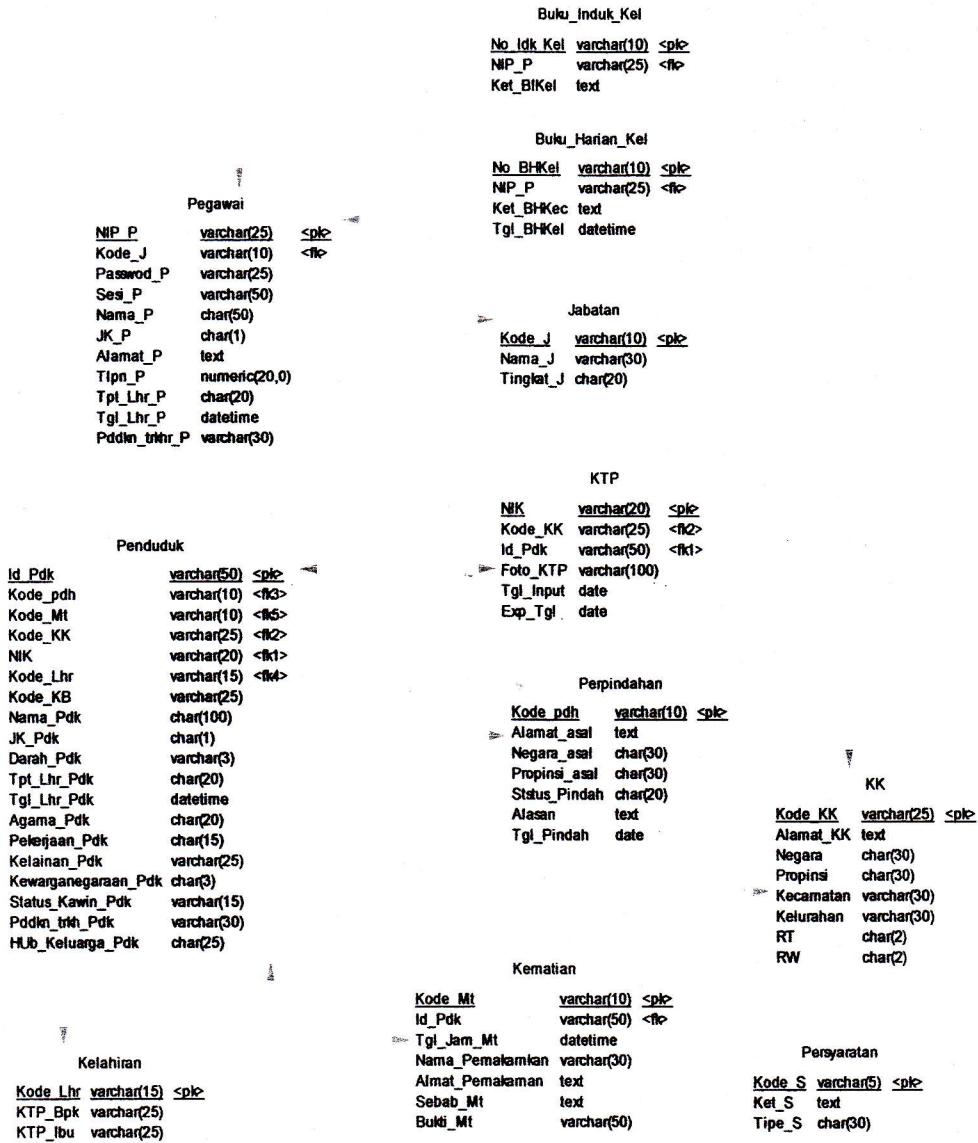 Buku_Induk_Kel
No_Idk_Kel varchar(10) <pk>
NIP_P varchar(25) <fk>
Ket_BIKel text
Buku_Harian_Kel
No_BHKel varchar(10) <pk>
NIP_P varchar(25) <fk>
Ket_BHKec text
Tgl_BHKel datetime
Pegawai
NIP_P varchar(25) <pk>
Kode_J varchar(10) <fk>
Passwod_P varchar(25)
Sesi_P varchar(50)
Nama_P char(50)
JK_P char(1)
Alamat_P text
Tlpn_P numeric(20,0)
Tpt_Lhr_P char(20)
Tgl_Lhr_P datetime
Pddkn_trkhr_P varchar(30)
Jabatan
Kode_J varchar(10) <pk>
Nama_J varchar(30)
Tingkat_J char(20)
KTP
NIK varchar(20) <pk>
Kode_KK varchar(25) <fk2>
Id_Pdk varchar(50) <fk1>
Foto_KTP varchar(100)
Tgl_Input date
Exp_Tgl date
Penduduk
Id_Pdk varchar(50) <pk>
Kode_pdh varchar(10) <fk3>
Kode_Mt varchar(10) <fk5>
Kode_KK varchar(25) <fk2>
NIK varchar(20) <fk1>
Kode_Lhr varchar(15) <fk4>
Kode_KB varchar(25)
Nama_Pdk char(100)
JK_Pdk char(1)
Darah_Pdk varchar(3)
Tpt_Lhr_Pdk char(20)
Tgl_Lhr_Pdk datetime
Agama_Pdk char(20)
Pekerjaan_Pdk char(15)
Kelainan_Pdk varchar(25)
Kewarganegaraan_Pdk char(3)
Status_Kawin_Pdk varchar(15)
Pddkn_trkh_Pdk varchar(30)
HUb_Keluarga_Pdk char(25)
Perpindahan
Kode_pdh varchar(10) <pk>
Alamat_asal text
Negara_asal char(30)
Propinsi_asal char(30)
Ststus_Pindah char(20)
Alasan text
Tgl_Pindah date
KK
Kode_KK varchar(25) <pk>
Alamat_KK text
Negara char(30)
Propinsi char(30)
Kecamatan varchar(30)
Kelurahan varchar(30)
RT char(2)
RW char(2)
Kematian
Kode_Mt varchar(10) <pk>
Id_Pdk varchar(50) <fk>
Tgl_Jam_Mt datetime
Nama_Pemakamkan varchar(30)
Almat_Pemakaman text
Sebab_Mt text
Bukti_Mt varchar(50)
Kelahiran
Kode_Lhr varchar(15) <pk>
KTP_Bpk varchar(25)
KTP_Ibu varchar(25)
Persyaratan
Kode_S varchar(5) <pk>
Ket_S text
Tipe_S char(30)